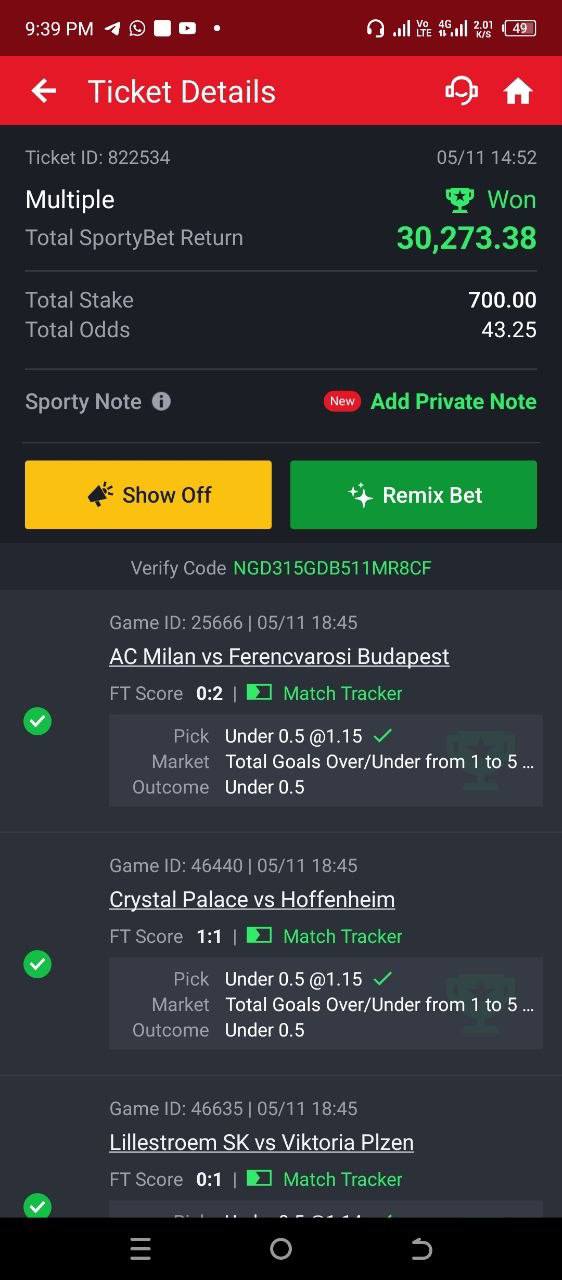 9:39 PM
Vo LTE 4G 2.01 K/S 49
Ticket Details
Ticket ID: 822534 05/11 14:52
Multiple Won
Total SportyBet Return 30,273.38
Total Stake 700.00
Total Odds 43.25
Sporty Note New Add Private Note
Show Off Remix Bet
Verify Code NGD315GDB511MR8CF
Game ID: 25666 | 05/11 18:45
AC Milan vs Ferencvarosi Budapest
FT Score 0:2 | Match Tracker
Pick Under 0.5 @1.15
Market Total Goals Over/Under from 1 to 5 ...
Outcome Under 0.5
Game ID: 46440 | 05/11 18:45
Crystal Palace vs Hoffenheim
FT Score 1:1 | Match Tracker
Pick Under 0.5 @1.15
Market Total Goals Over/Under from 1 to 5 ...
Outcome Under 0.5
Game ID: 46635 | 05/11 18:45
Lillestroem SK vs Viktoria Plzen
FT Score 0:1 | Match Tracker